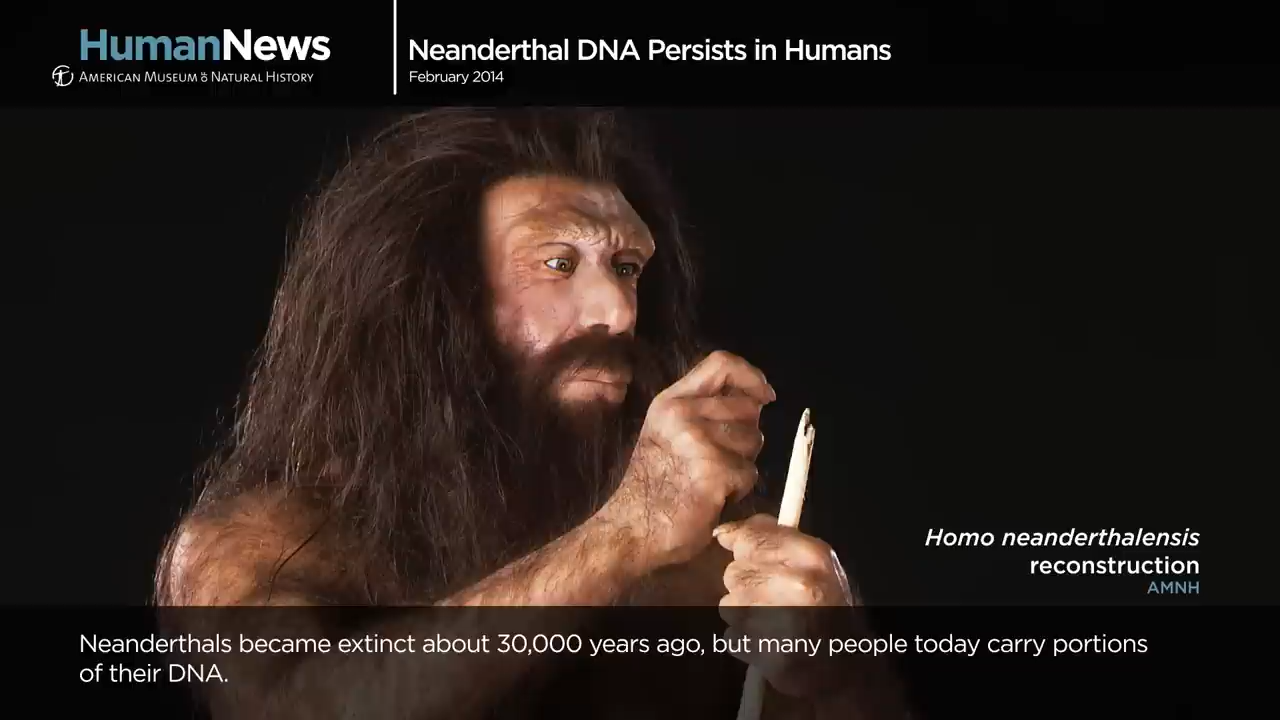 HumanNews
AMERICAN MUSEUM & NATURAL HISTORY
Neanderthal DNA Persists in Humans
February 2014
Homo neanderthalensis
reconstruction
AMNH
Neanderthals became extinct about 30,000 years ago, but many people today carry portions
of their DNA.